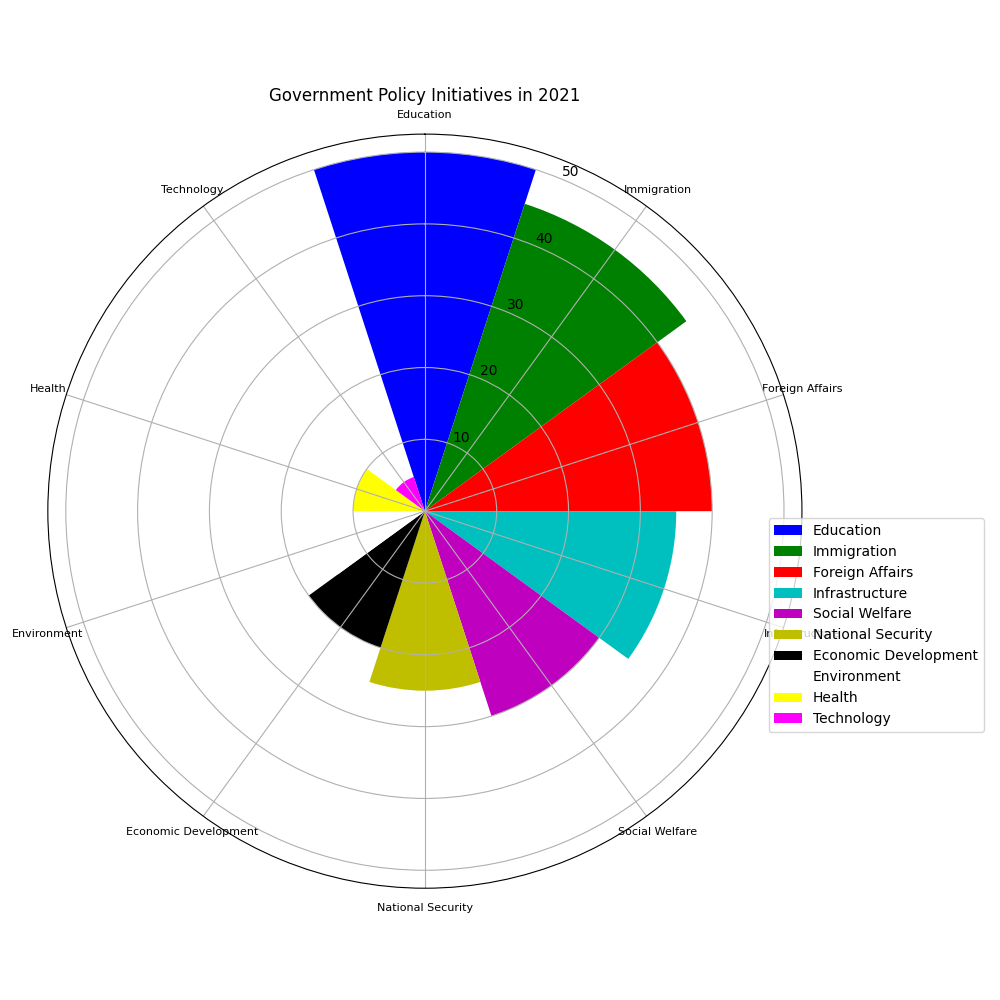 Government Policy Initiatives in 2021
Education
Technology
Immigration
50
40
30
20
10
Health
Foreign Affairs
Environment
Economic Development
Social Welfare
National Security
Education
Immigration
Foreign Affairs
Infrastructure
Social Welfare
National Security
Economic Development
Environment
Health
Technology